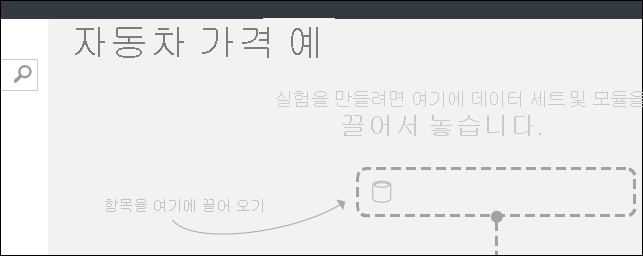 자동차 가격 예
실험을 만들려면 여기에 데이터 세트 및 모듈을
끌어서 놓습니다.
항목을 여기에 끌어 오기